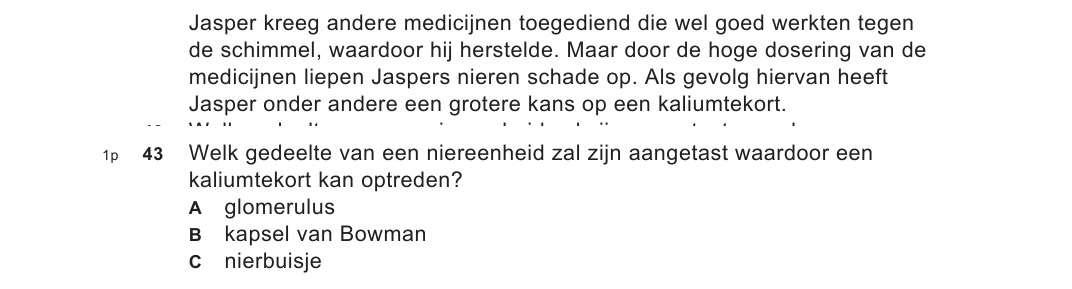 Jasper kreeg andere medicijnen toegediend die wel goed werkten tegen
de schimmel, waardoor hij herstelde. Maar door de hoge dosering van de
medicijnen liepen Jaspers nieren schade op. Als gevolg hiervan heeft
Jasper onder andere een grotere kans op een kaliumtekort.
1p 43 Welk gedeelte van een niereenheid zal zijn aangetast waardoor een
kaliumtekort kan optreden?
A glomerulus
B kapsel van Bowman
C nierbuisje